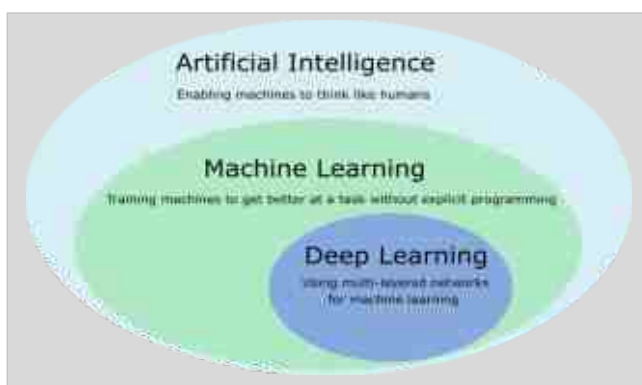 Artificial Intelligence
Enabling machines to think like humans
Machine Learning
Training machines to get better at a task without explicit programming
Deep Learning
Using multi-layered networks
for machine learning